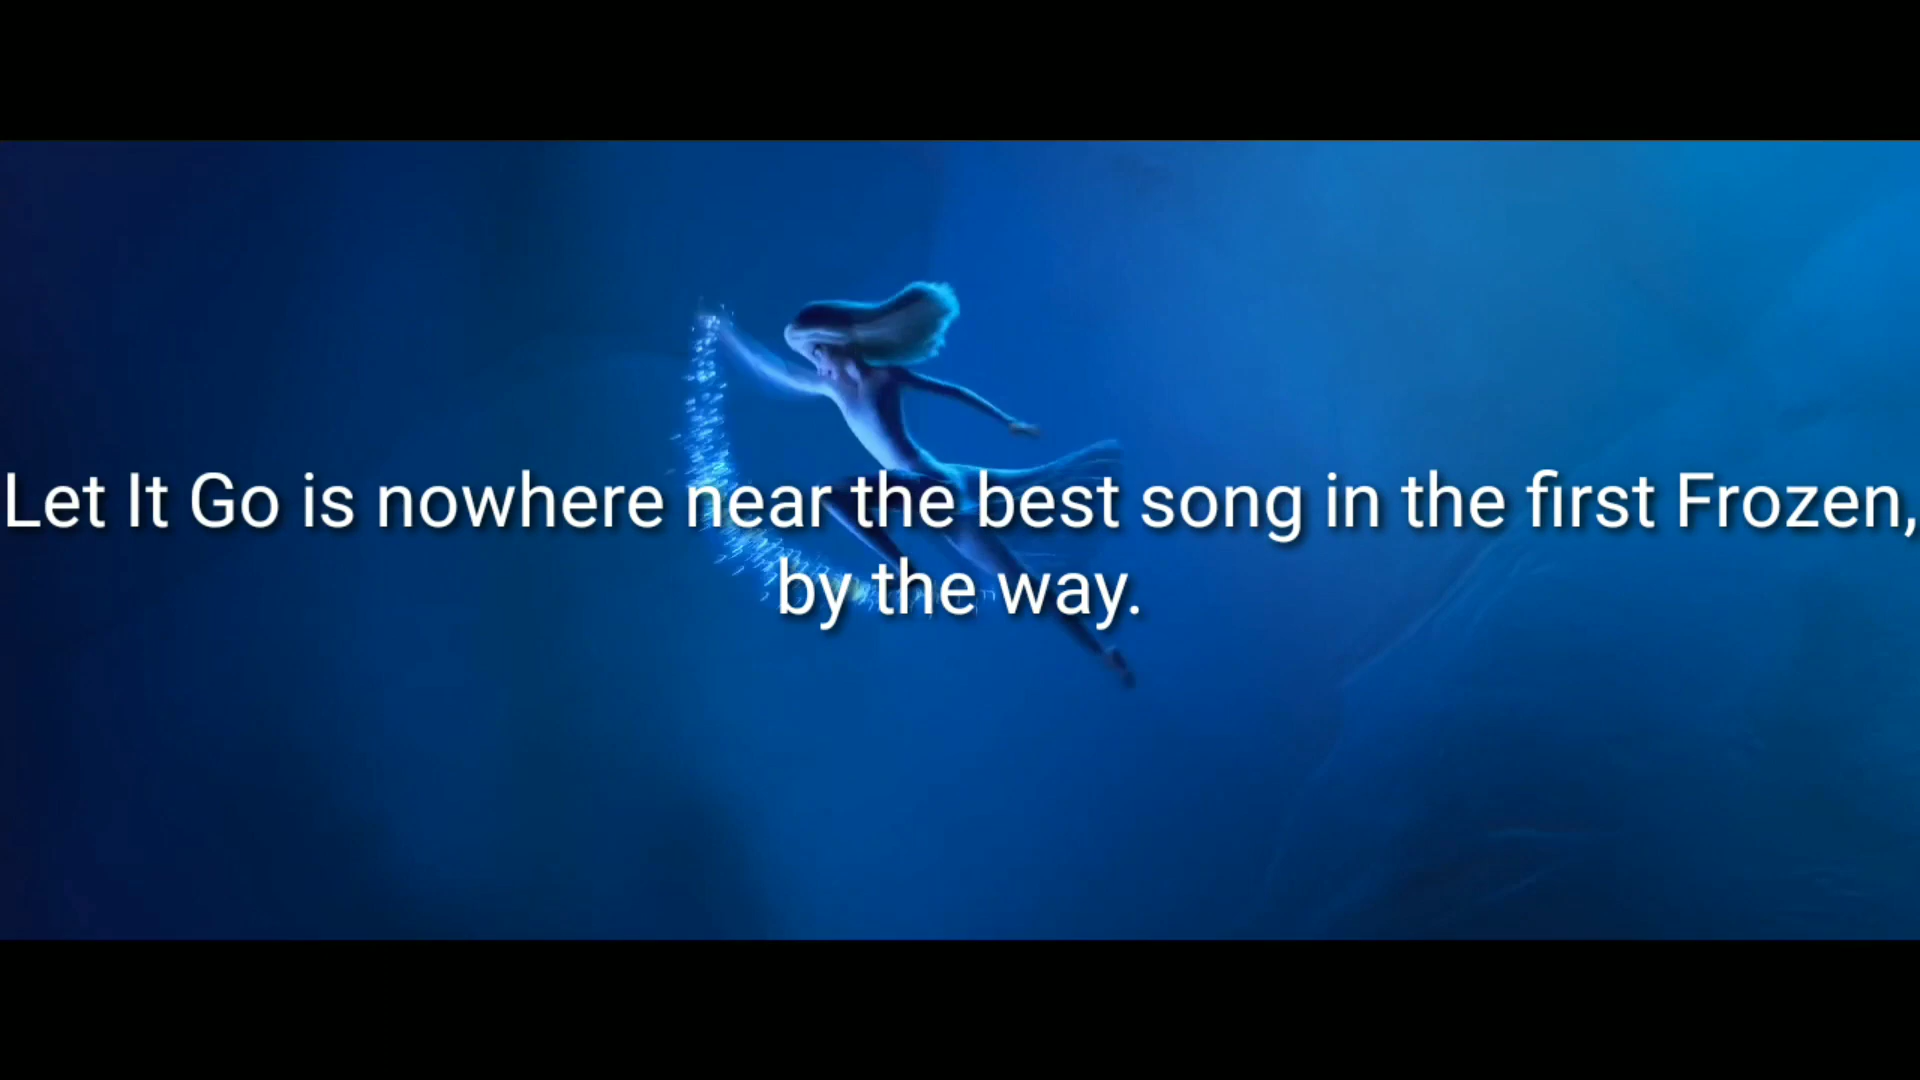 Let It Go is nowhere near the best song in the first Frozen,
by the way.